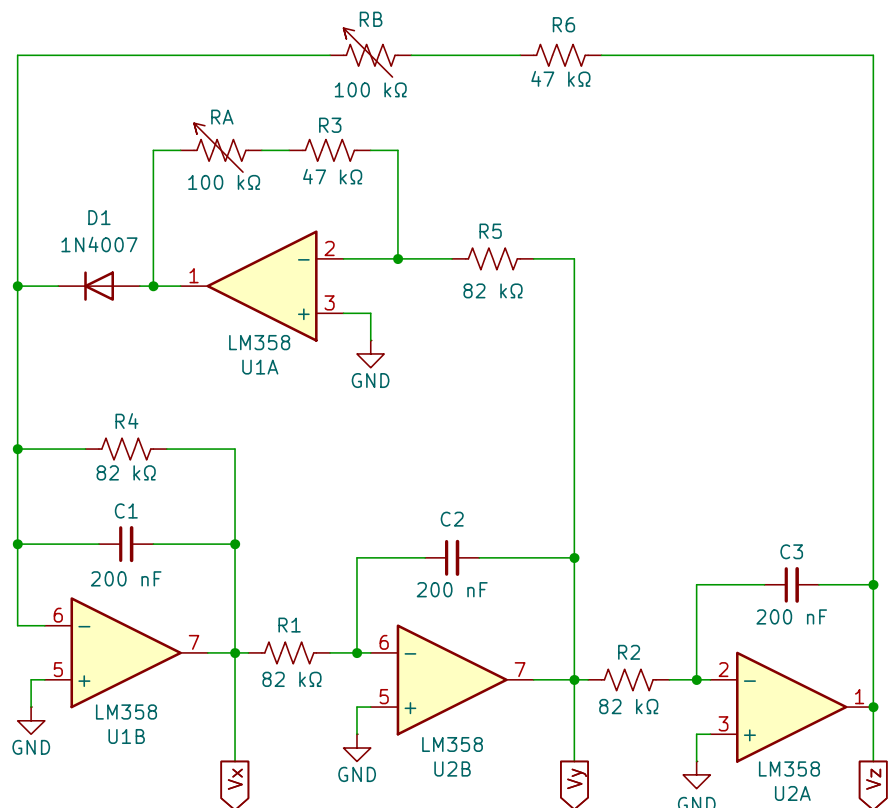 RB
R6
100 kΩ
47 kΩ
RA
R3
100 kΩ
47 kΩ
D1
1N4007
R5
82 kΩ
1
2
3
−
+
LM358
U1A
GND
R4
82 kΩ
C1
200 nF
C2
200 nF
C3
200 nF
6
5
7
−
+
LM358
U1B
GND
R1
82 kΩ
6
5
7
−
+
LM358
U2B
GND
R2
82 kΩ
2
3
1
−
+
LM358
U2A
GND
Vx
Vy
Vz